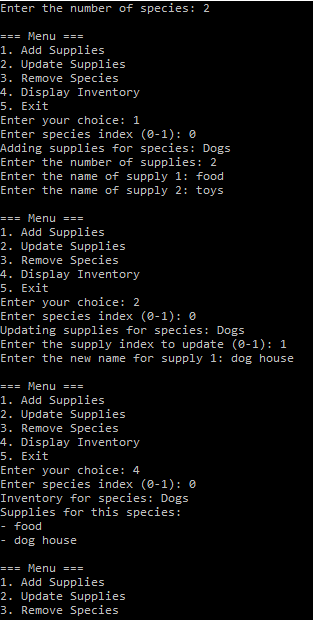 Enter the number of species: 2

=== Menu ===
1. Add Supplies
2. Update Supplies
3. Remove Species
4. Display Inventory
5. Exit
Enter your choice: 1
Enter species index (0-1): 0
Adding supplies for species: Dogs
Enter the number of supplies: 2
Enter the name of supply 1: food
Enter the name of supply 2: toys

=== Menu ===
1. Add Supplies
2. Update Supplies
3. Remove Species
4. Display Inventory
5. Exit
Enter your choice: 2
Enter species index (0-1): 0
Updating supplies for species: Dogs
Enter the supply index to update (0-1): 1
Enter the new name for supply 1: dog house

=== Menu ===
1. Add Supplies
2. Update Supplies
3. Remove Species
4. Display Inventory
5. Exit
Enter your choice: 4
Enter species index (0-1): 0
Inventory for species: Dogs
Supplies for this species:
- food
- dog house

=== Menu ===
1. Add Supplies
2. Update Supplies
3. Remove Species